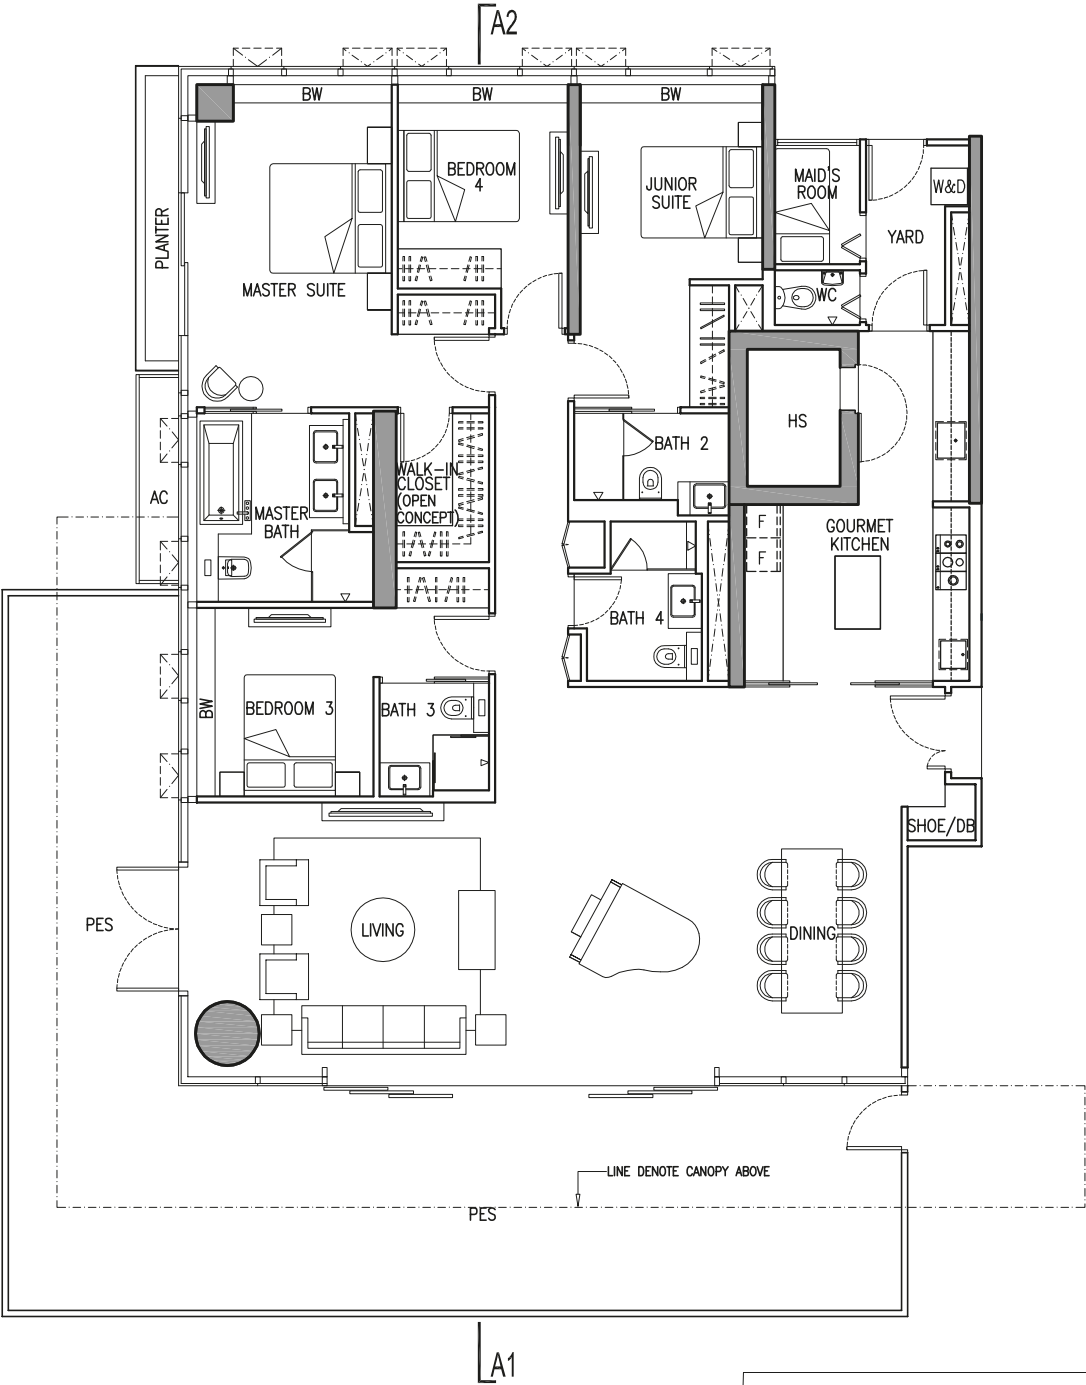 A2
BW
BW
BW
BEDROOM
4
JUNIOR
SUITE
MAID'S
ROOM
W&D
PLANTER
YARD
MASTER SUITE
WC
HS
BATH 2
WALK-IN
CLOSET
(OPEN
CONCEPT)
AC
MASTER
BATH
F
F
GOURMET
KITCHEN
BATH 4
BW
BEDROOM 3
BATH 3
SHOE/DB
PES
LIVING
DINING
LINE DENOTE CANOPY ABOVE
PES
A1